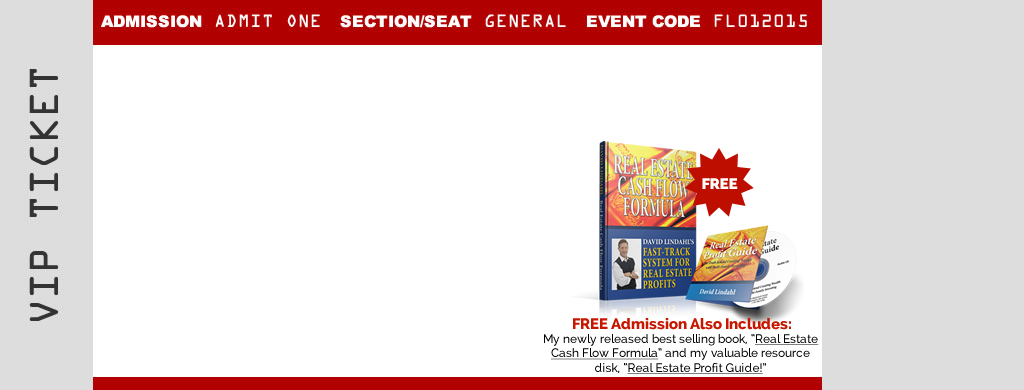 ADMISSION ADMIT ONE SECTION/SEAT GENERAL EVENT CODE FLO12015
VIP TICKET
REAL ESTATE
CASH FLOW
FORMULA
DAVID LINDAHL'S
FAST-TRACK
SYSTEM FOR
REAL ESTATE
PROFITS
FREE
Real Estate
Profit Guide
David Lindahl
FREE Admission Also Includes:
My newly released best selling book, "Real Estate
Cash Flow Formula" and my valuable resource
disk, "Real Estate Profit Guide!"